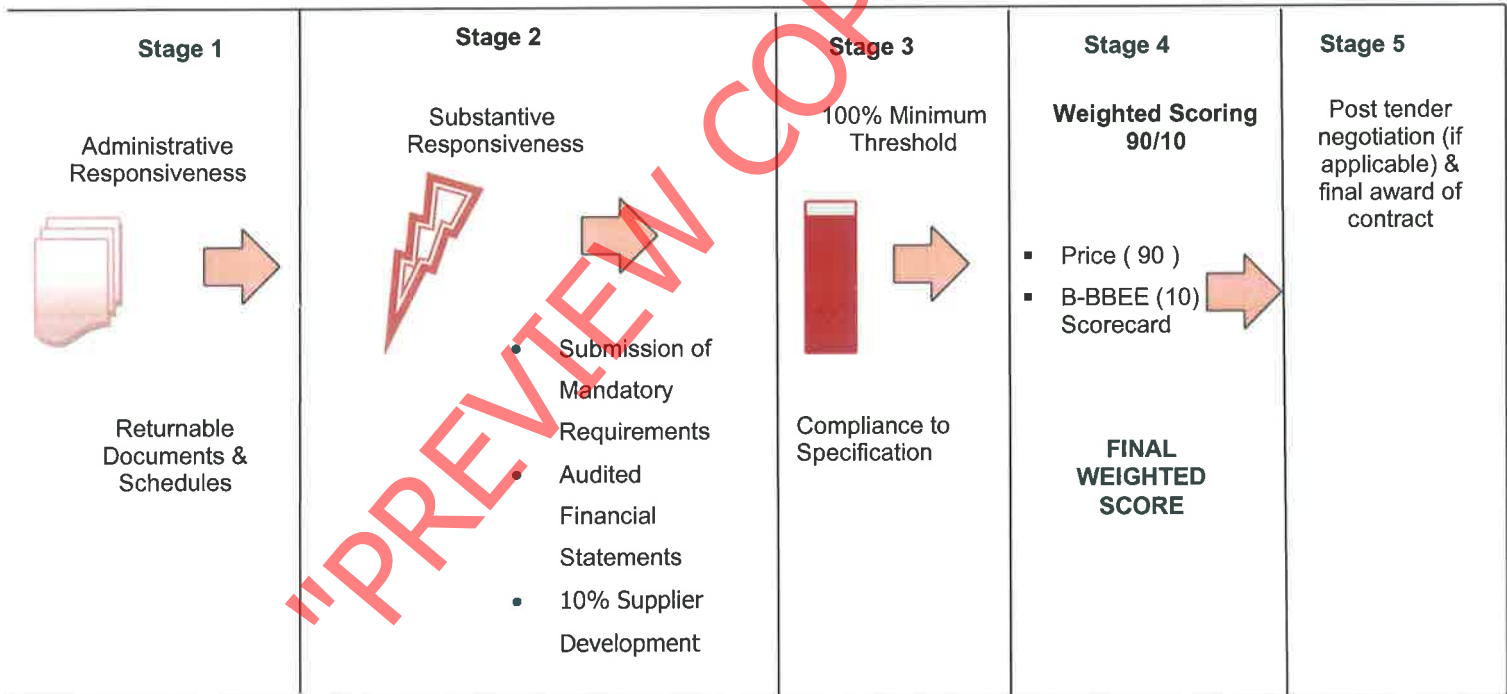 Stage 1
Administrative
Responsiveness
Returnable
Documents &
Schedules
Stage 2
Substantive
Responsiveness
• Submission of
Mandatory
Requirements
• Audited
Financial
Statements
• 10% Supplier
Development
Stage 3
100% Minimum
Threshold
Compliance to
Specification
Stage 4
Weighted Scoring
90/10
▪ Price ( 90 )
▪ B-BBEE (10)
Scorecard
FINAL
WEIGHTED
SCORE
Stage 5
Post tender
negotiation (if
applicable) &
final award of
contract
"PREVIEW COP